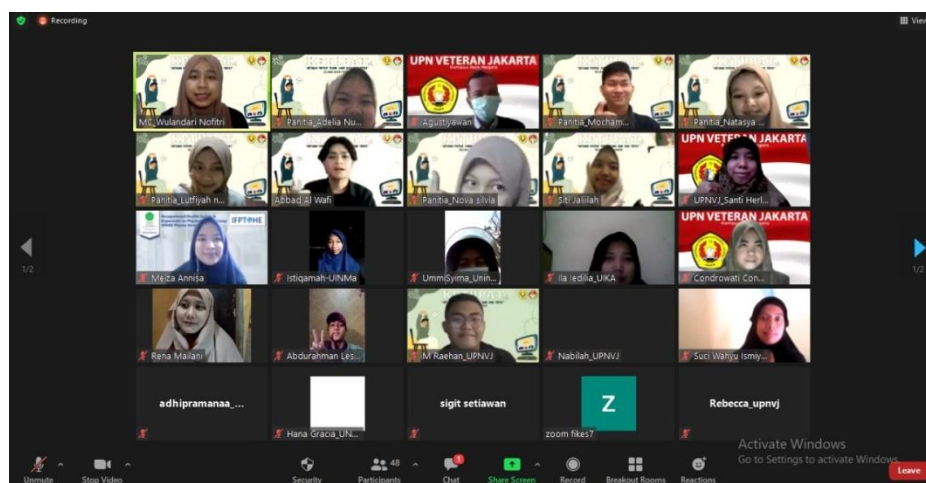 Recording
View
UPN VETERAN JAKARTA
MC_Wulandari Nofitri
Panitia_Adelia Nu...
Agustiyawan
Panitia_Mocham...
Panitia_Natasya ...
UPN VETERAN JAKARTA
Panitia_Lutfiyah n...
Abbad Al Wafi
Panitia_Nova silvia
Siti Jalilah
UPNVJ_Santi Herl...
IFPTOHE
UPN VETERAN JAKARTA
1/2
1/2
Meiza Annisa
Istiqamah-UINMa
UmmiSyima_Unin...
Ila Iedilia_UIKA
Condrowati Con...
Rena Mailani
Abdurahman Les...
M Raehan_UPNVJ
Nabilah_UPNVJ
Suci Wahyu Ismiy...
adhipramanaa_...
sigit setiawan
Z
Rebecca_upnvj
Hana Gracia_UN...
zoom fikes7
Activate Windows
Go to Settings to activate Windows.
48
1
Unmute
Stop Video
Security
Participants
Chat
Share Screen
Record
Breakout Rooms
Reactions
Leave